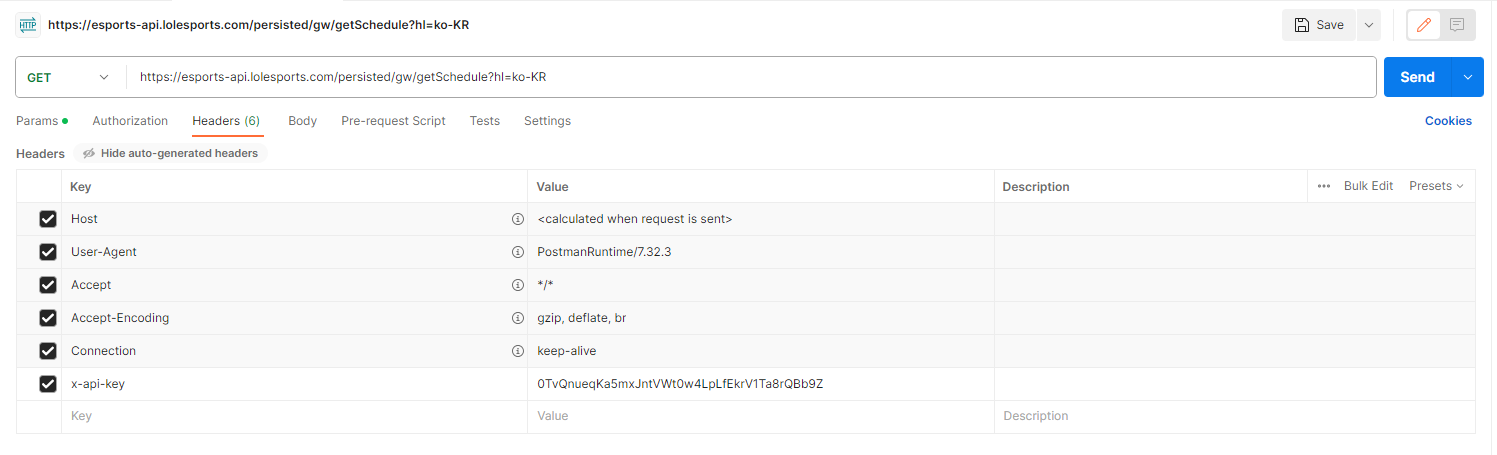 HTTP https://esports-api.lolesports.com/persisted/gw/getSchedule?hl=ko-KR Save
GET https://esports-api.lolesports.com/persisted/gw/getSchedule?hl=ko-KR Send
Params Authorization Headers (6) Body Pre-request Script Tests Settings Cookies
Headers Hide auto-generated headers
Key Value Description Bulk Edit Presets
Host <calculated when request is sent>
User-Agent PostmanRuntime/7.32.3
Accept */*
Accept-Encoding gzip, deflate, br
Connection keep-alive
x-api-key 0TvQnueqKa5mxJntVWt0w4LpLfEkrV1Ta8rQBb9Z
Key Value Description